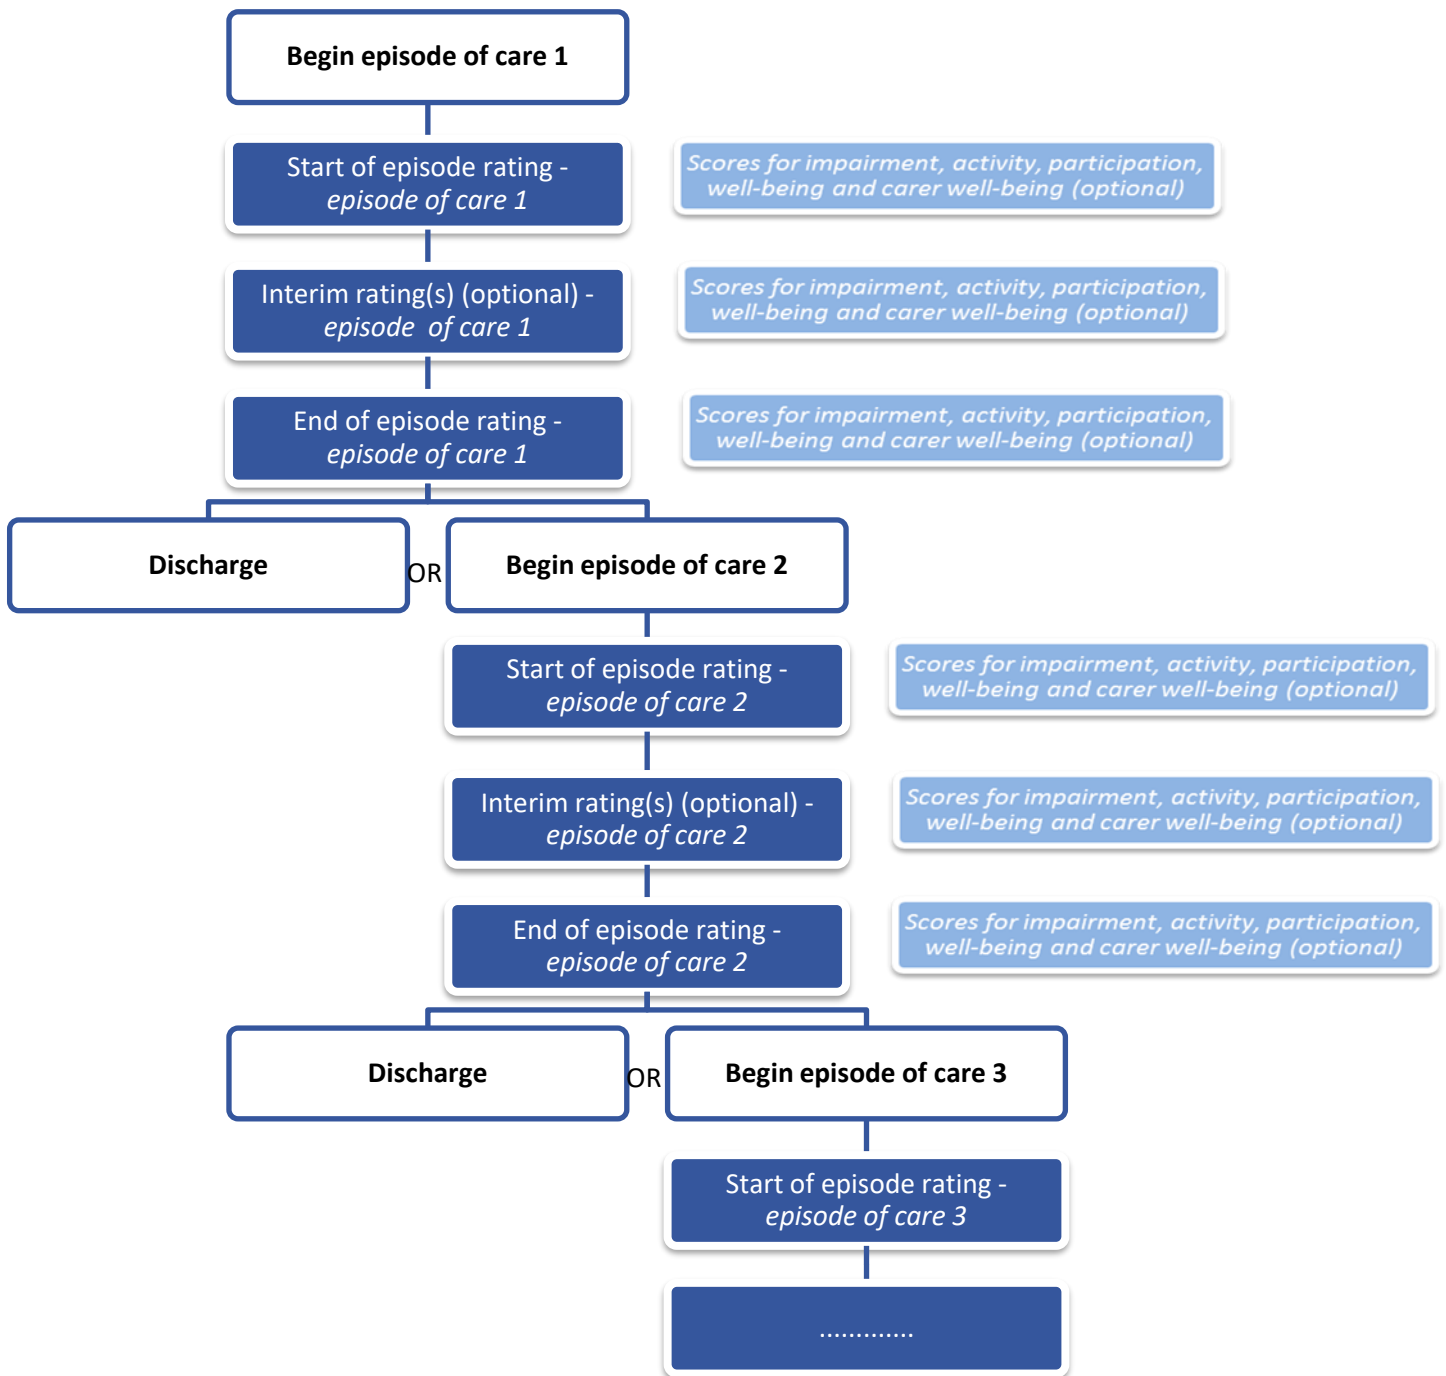 Begin episode of care 1
Start of episode rating -
episode of care 1
Scores for impairment, activity, participation,
well-being and carer well-being (optional)
Interim rating(s) (optional) -
episode  of care 1
Scores for impairment, activity, participation,
well-being and carer well-being (optional)
End of episode rating -
episode of care 1
Scores for impairment, activity, participation,
well-being and carer well-being (optional)
Discharge
OR
Begin episode of care 2
Start of episode rating -
episode of care 2
Scores for impairment, activity, participation,
well-being and carer well-being (optional)
Interim rating(s) (optional) -
episode of care 2
Scores for impairment, activity, participation,
well-being and carer well-being (optional)
End of episode rating -
episode of care 2
Scores for impairment, activity, participation,
well-being and carer well-being (optional)
Discharge
OR
Begin episode of care 3
Start of episode rating -
episode of care 3
.............